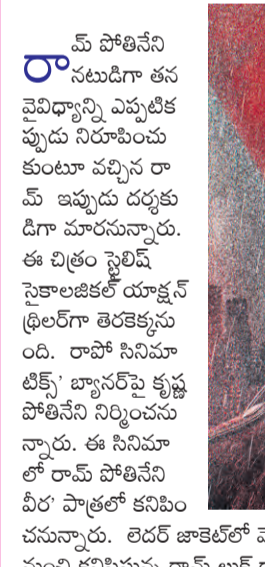 రామ్ పోతినేని
నటుడిగా తన
వైవిధ్యాన్ని ఎప్పటిక
ప్పుడు నిరూపించు
కుంటూ వచ్చిన రా
మ్ ఇప్పుడు దర్శకు
డిగా మారనున్నారు.
ఈ చిత్రం స్టైలిష్
సైకాలజికల్ యాక్షన్
థ్రిలర్‌గా తెరకెక్కను
ంది. రాపో సినిమా
టిక్స్' బ్యానర్‌పై కృష్ణ
పోతినేని నిర్మించను
న్నారు. ఈ సినిమా
లో రామ్ పోతినేని
వీర' పాత్రలో కనిపిం
చనున్నారు. లెదర్ జాకెట్‌లో